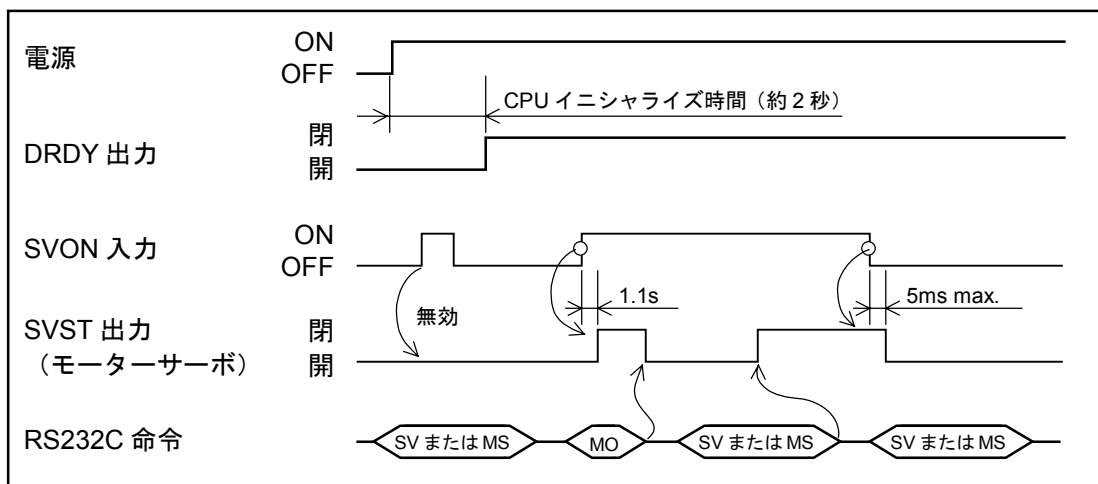 電源
ON
OFF
CPU イニシャライズ時間（約 2 秒）
DRDY 出力
閉
開
SVON 入力
ON
OFF
1.1s
5ms max.
無効
SVST 出力
（モーターサーボ）
閉
開
RS232C 命令
SV または MS
MO
SV または MS
SV または MS